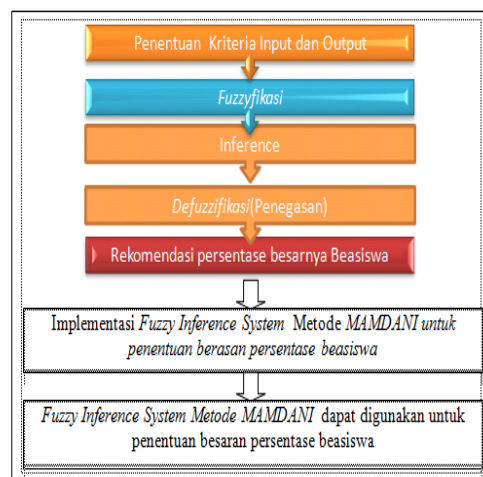 Penentuan Kriteria Input dan Output
Fuzzyfikasi
Inference
Defuzzifikasi(Penegasan)
Rekomendasi persentase besarnya Beasiswa
Implementasi Fuzzy Inference System Metode MAMDANI untuk
penentuan berasan persentase beasiswa
Fuzzy Inference System Metode MAMDANI dapat digunakan untuk
penentuan besaran persentase beasiswa